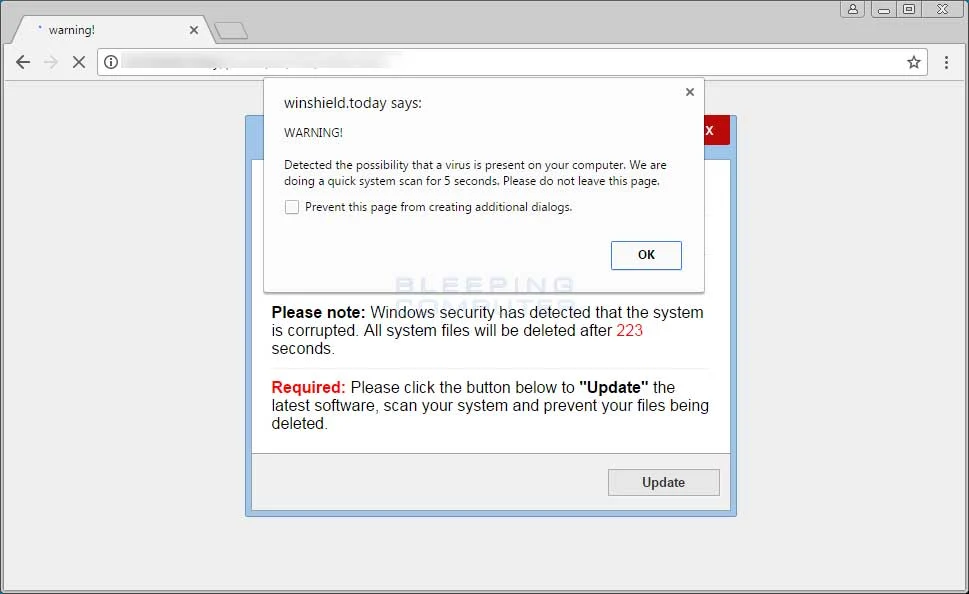 warning!
winshield.today says:
WARNING!
Detected the possibility that a virus is present on your computer. We are
doing a quick system scan for 5 seconds. Please do not leave this page.
Prevent this page from creating additional dialogs.
OK
X
BLEEPING
COMPUTER
Please note: Windows security has detected that the system
is corrupted. All system files will be deleted after 223
seconds.
Required: Please click the button below to "Update" the
latest software, scan your system and prevent your files being
deleted.
Update